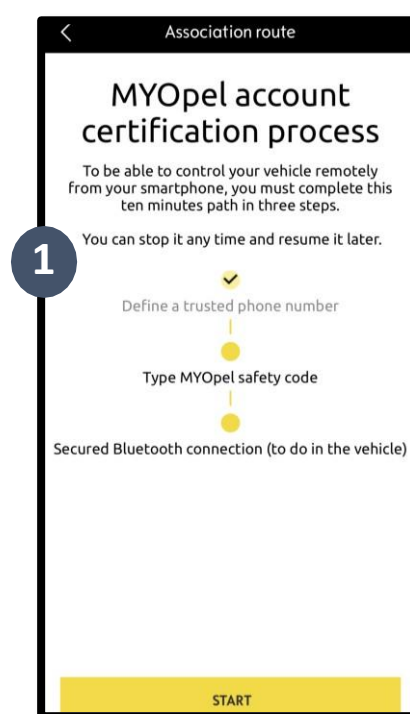 Association route
MYOpel account
certification process
To be able to control your vehicle remotely
from your smartphone, you must complete this
ten minutes path in three steps.
You can stop it any time and resume it later.
1
Define a trusted phone number
Type MYOpel safety code
Secured Bluetooth connection (to do in the vehicle)
START